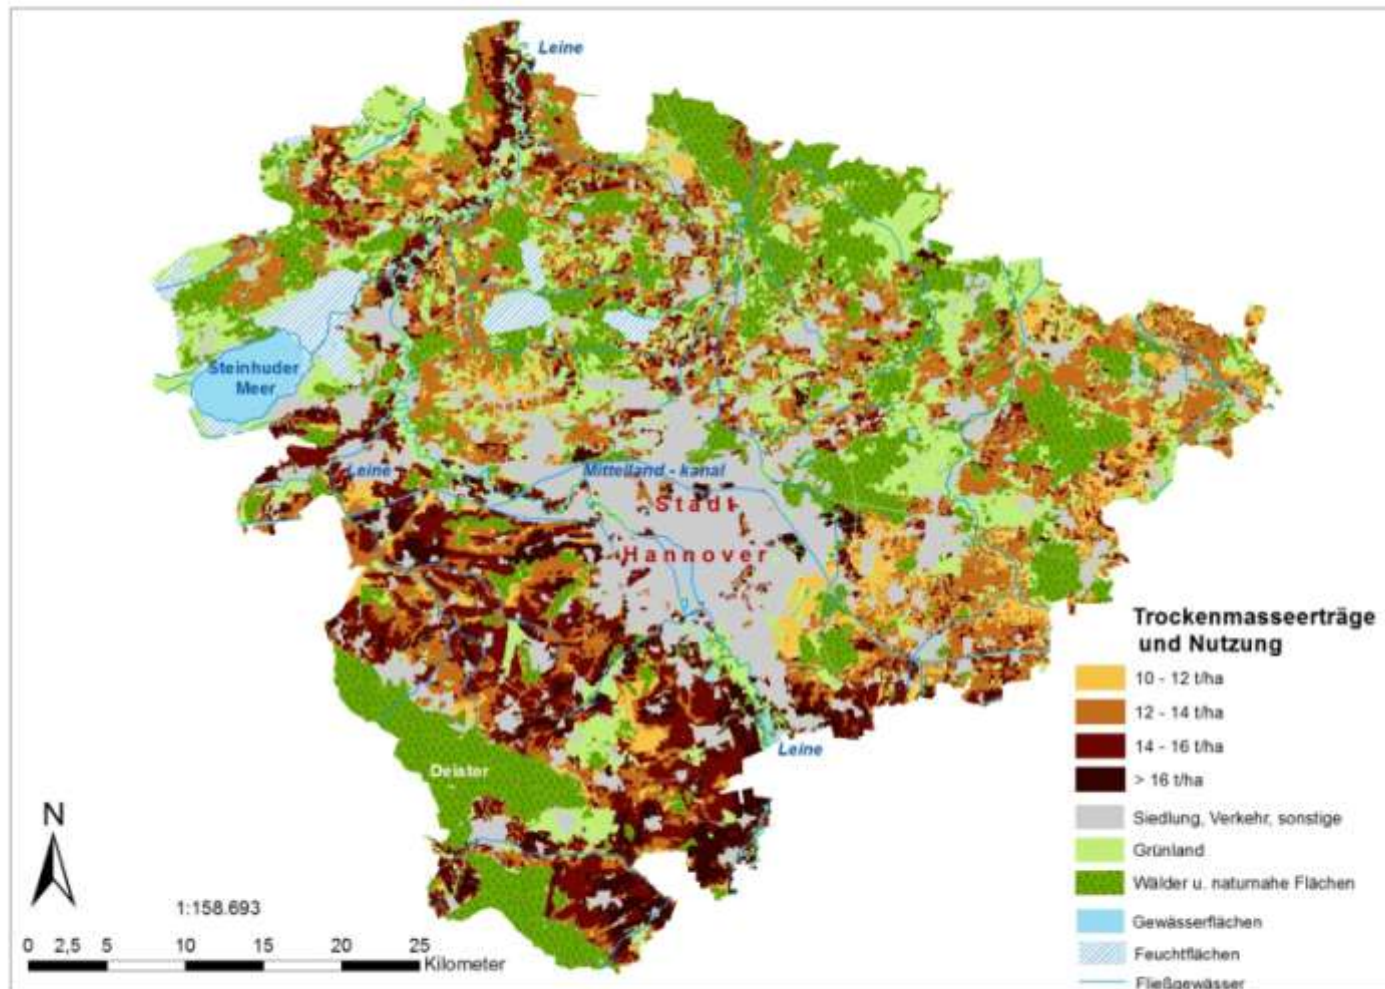 Leine
Steinhuder
Meer
Leine
Mittelland - kanal
Stadt
Hannover
Leine
Deister
N
1:158.693
0 2,5 5 10 15 20 25
Kilometer
Trockenmasseerträge
und Nutzung
10 - 12 t/ha
12 - 14 t/ha
14 - 16 t/ha
> 16 t/ha
Siedlung, Verkehr, sonstige
Grünland
Wälder u. naturnahe Flächen
Gewässerflächen
Feuchtflächen
Fließgewässer